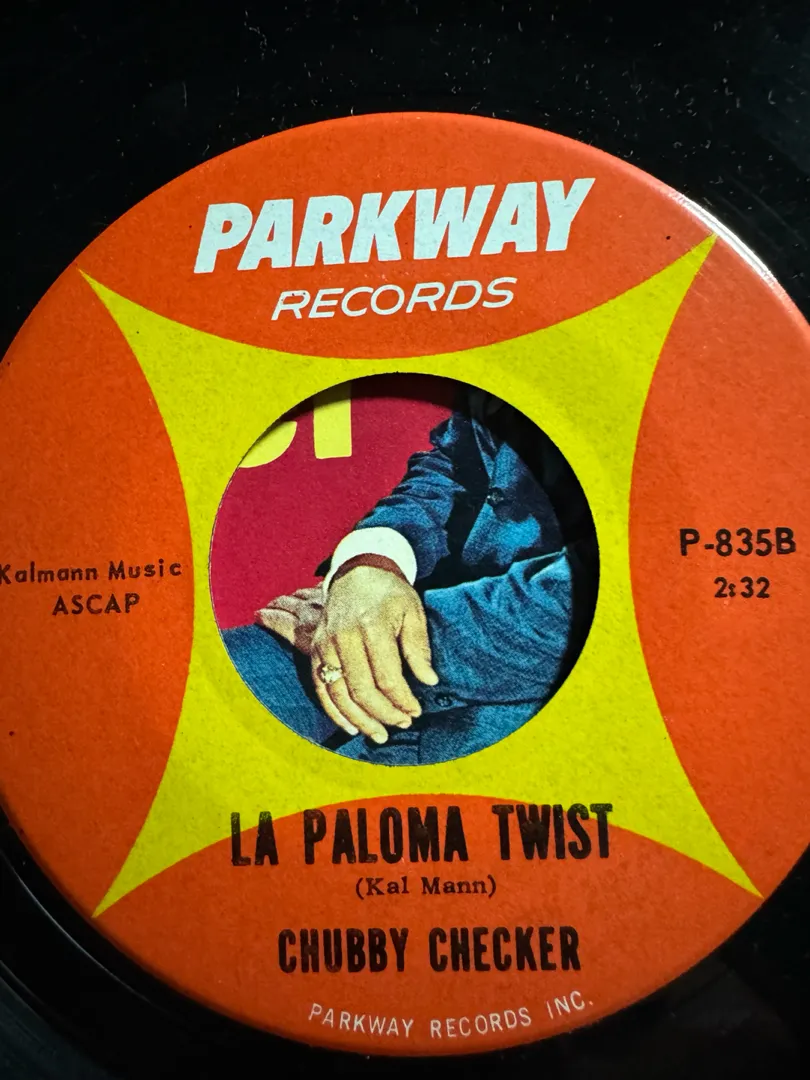 PARKWAY
RECORDS
Kalmann Music
ASCAP
P-835B
2:32
LA PALOMA TWIST
(Kal Mann)
CHUBBY CHECKER
PARKWAY RECORDS INC.